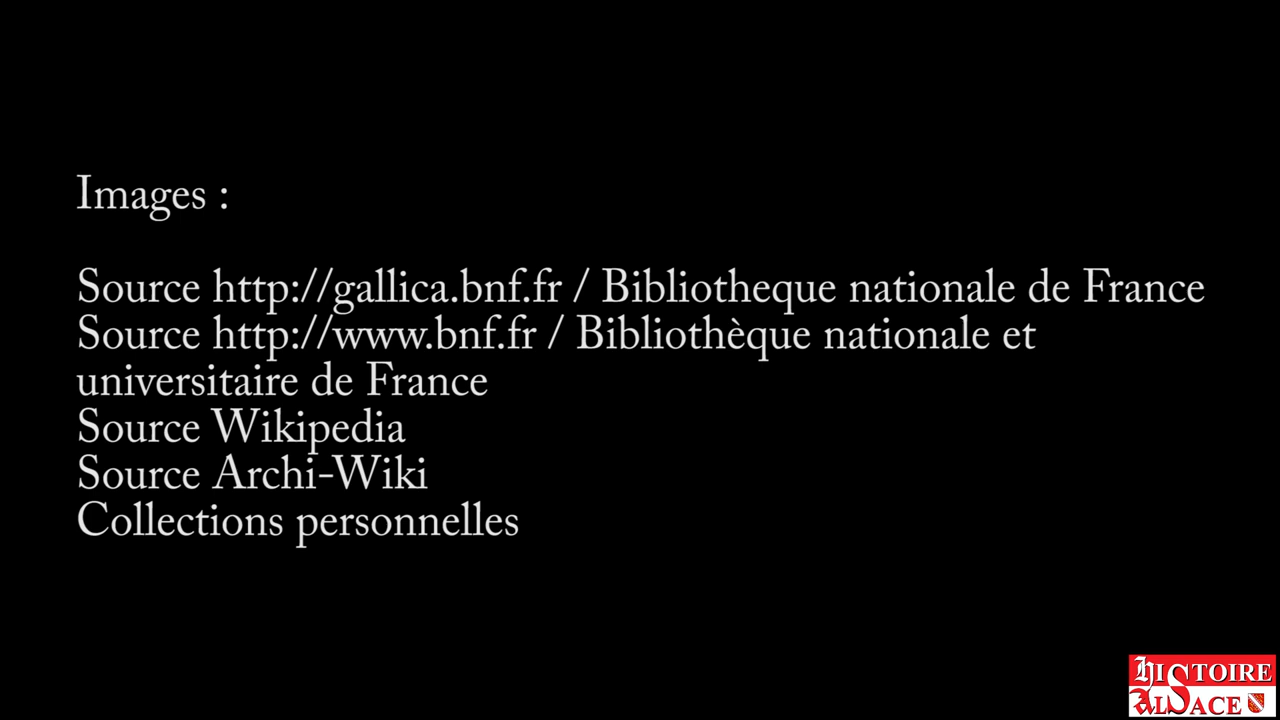 Images :
Source http://gallica.bnf.fr / Bibliotheque nationale de France
Source http://www.bnf.fr / Bibliothèque nationale et
universitaire de France
Source Wikipedia
Source Archi-Wiki
Collections personnelles
HISTOIRE
ALSACE